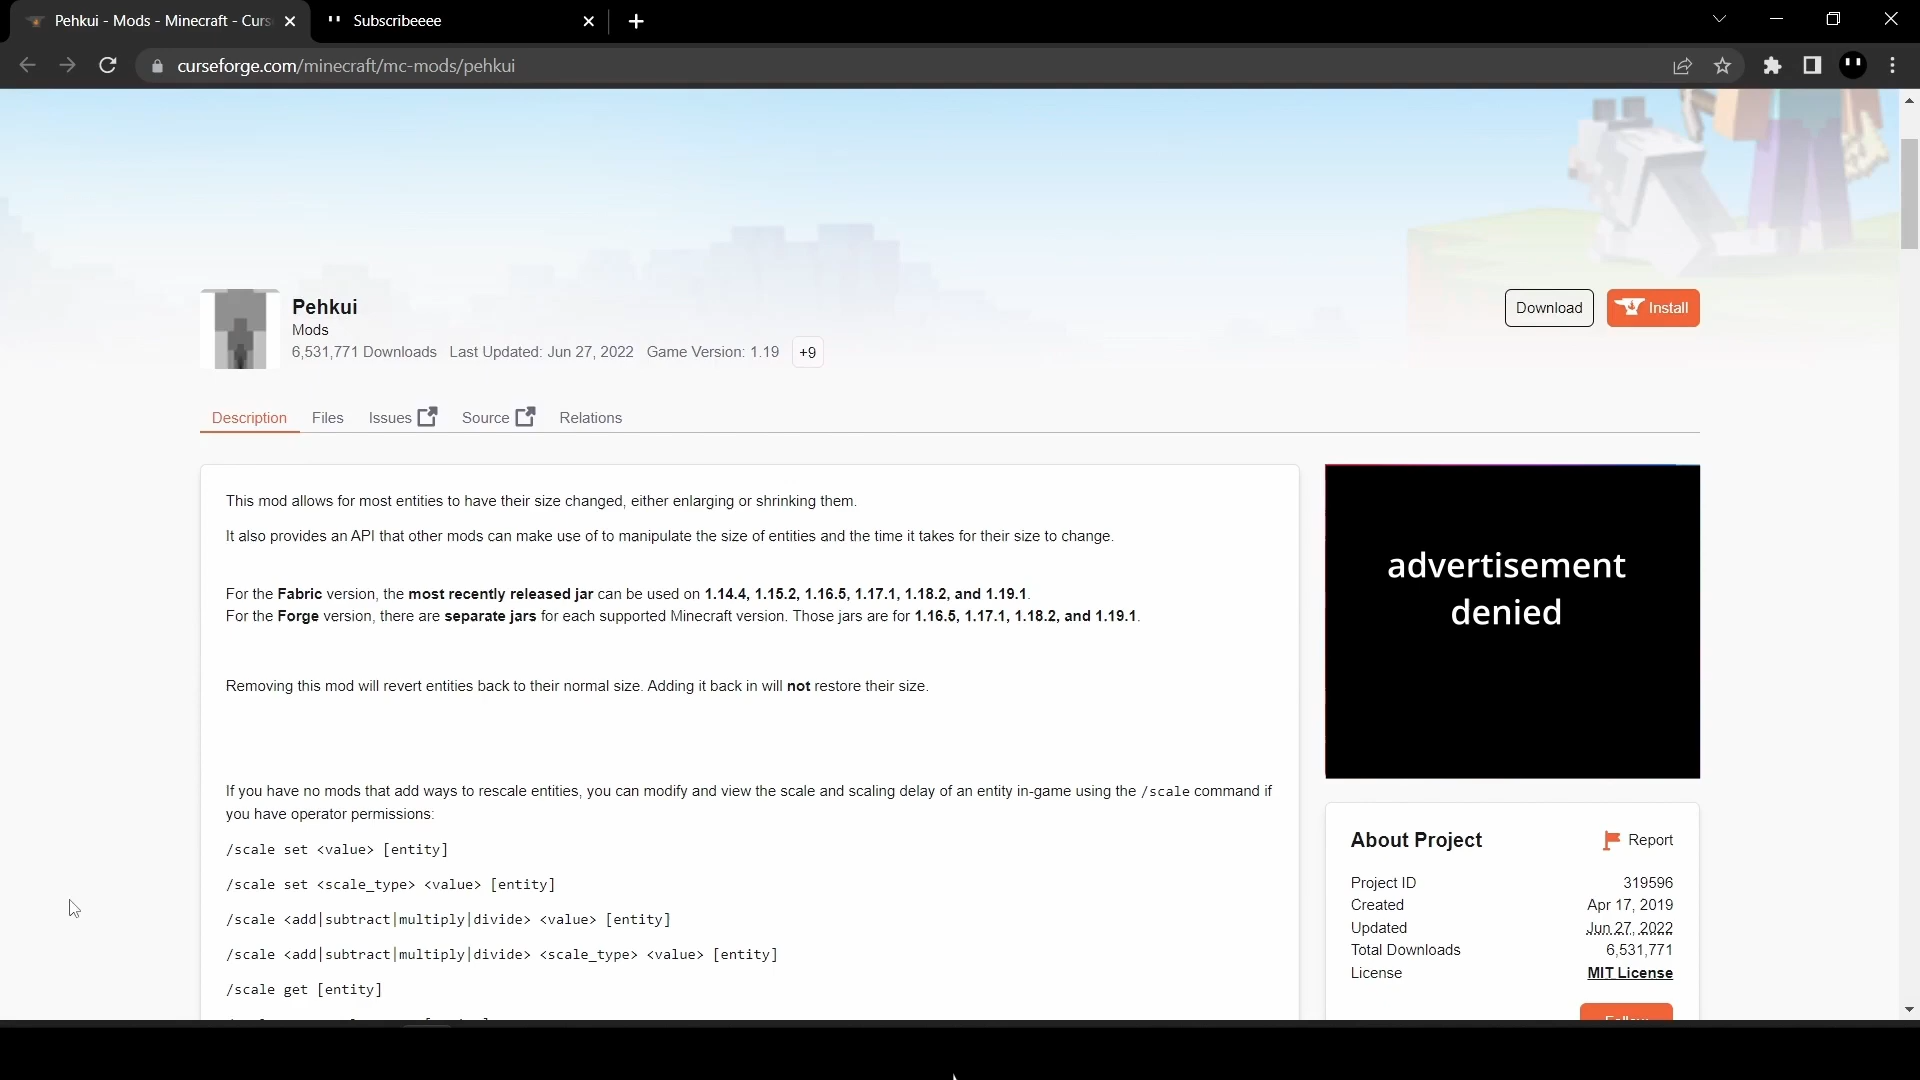 Pehkui - Mods - Minecraft - Curs
Subscribeeee
curseforge.com/minecraft/mc-mods/pehkui
Pehkui
Mods
6,531,771 Downloads Last Updated: Jun 27, 2022 Game Version: 1.19 +9
Download
Install
Description Files Issues Source Relations
This mod allows for most entities to have their size changed, either enlarging or shrinking them.
It also provides an API that other mods can make use of to manipulate the size of entities and the time it takes for their size to change.
For the Fabric version, the most recently released jar can be used on 1.14.4, 1.15.2, 1.16.5, 1.17.1, 1.18.2, and 1.19.1.
For the Forge version, there are separate jars for each supported Minecraft version. Those jars are for 1.16.5, 1.17.1, 1.18.2, and 1.19.1.
Removing this mod will revert entities back to their normal size. Adding it back in will not restore their size.
If you have no mods that add ways to rescale entities, you can modify and view the scale and scaling delay of an entity in-game using the /scale command if
you have operator permissions:
/scale set <value> [entity]
/scale set <scale_type> <value> [entity]
/scale <add|subtract|multiply|divide> <value> [entity]
/scale <add|subtract|multiply|divide> <scale_type> <value> [entity]
/scale get [entity]
advertisement
denied
About Project
Report
Project ID 319596
Created Apr 17, 2019
Updated Jun 27, 2022
Total Downloads 6,531,771
License MIT License